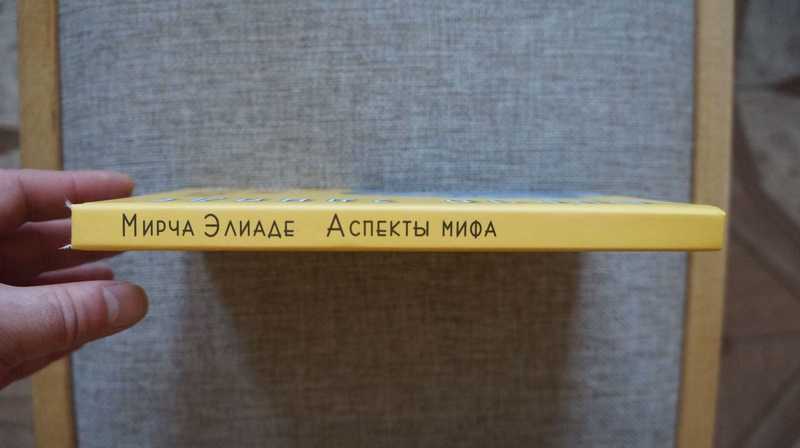 Мирча Элиаде Аспекты мифа